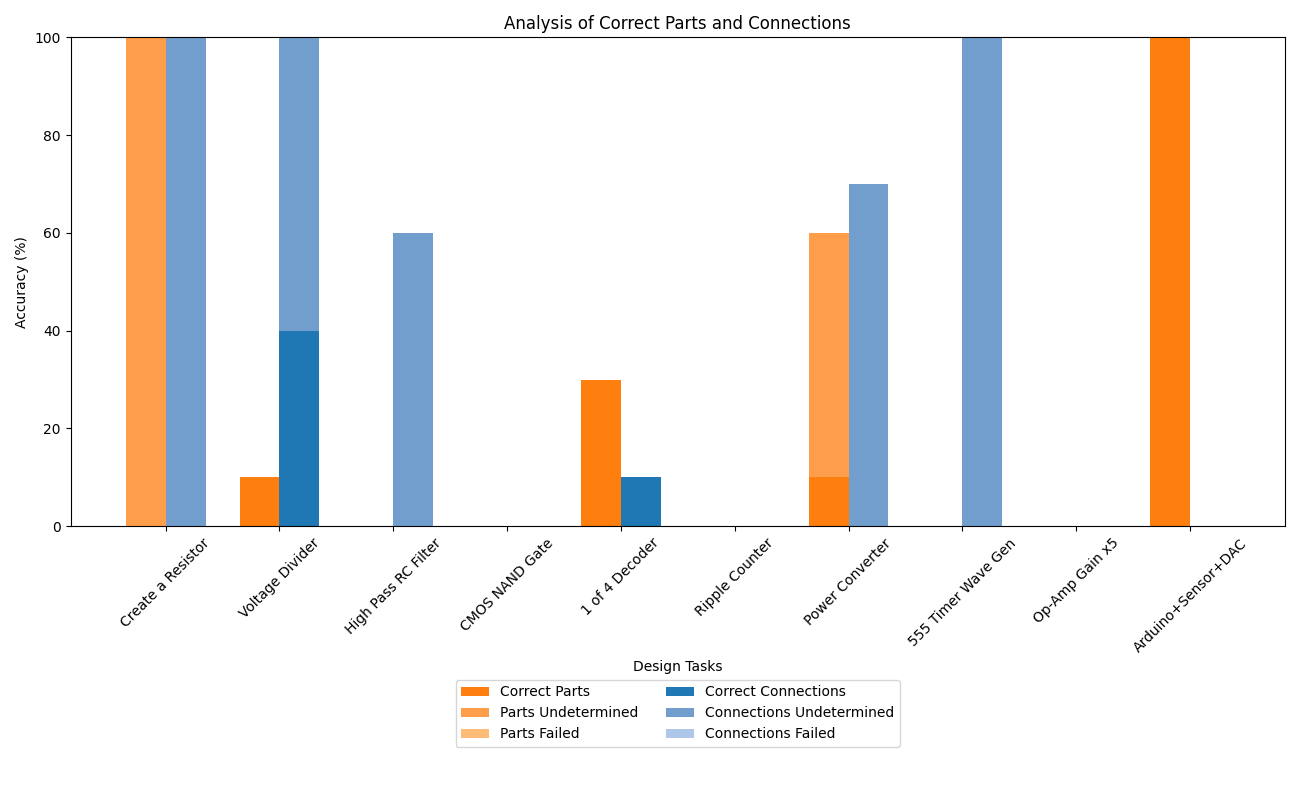 Analysis of Correct Parts and Connections
100
80
60
40
20
0
Accuracy (%)
Create a Resistor
Voltage Divider
High Pass RC Filter
CMOS NAND Gate
1 of 4 Decoder
Ripple Counter
Power Converter
555 Timer Wave Gen
Op-Amp Gain x5
Arduino+Sensor+DAC
Design Tasks
Correct Parts
Parts Undetermined
Parts Failed
Correct Connections
Connections Undetermined
Connections Failed